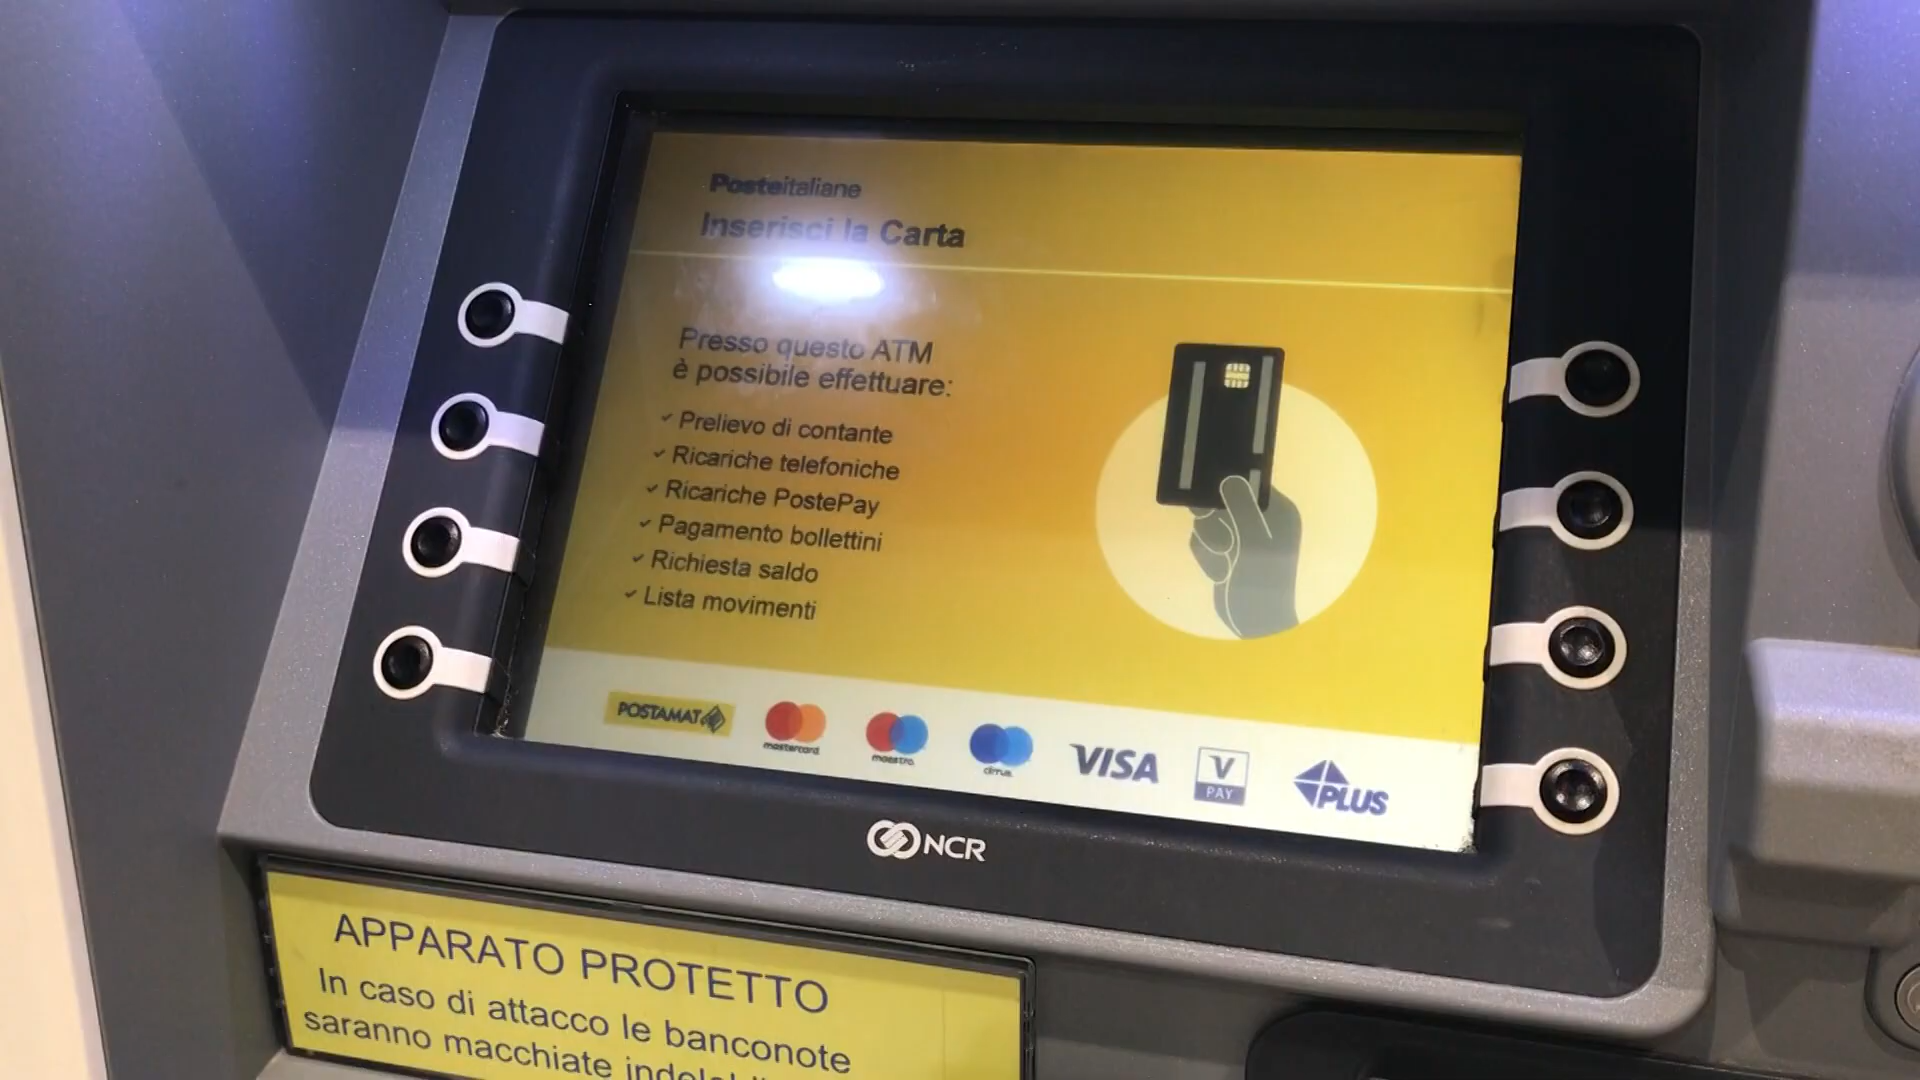 Posteitaliane
Inserisci la Carta
Presso questo ATM
è possibile effettuare:
Prelievo di contante
Ricariche telefoniche
Ricariche PostePay
Pagamento bollettini
Richiesta saldo
Lista movimenti
POSTAMAT
mastercard
maestro
cirrus
VISA
V
PAY
PLUS
NCR
APPARATO PROTETTO
In caso di attacco le banconote
saranno macchiate